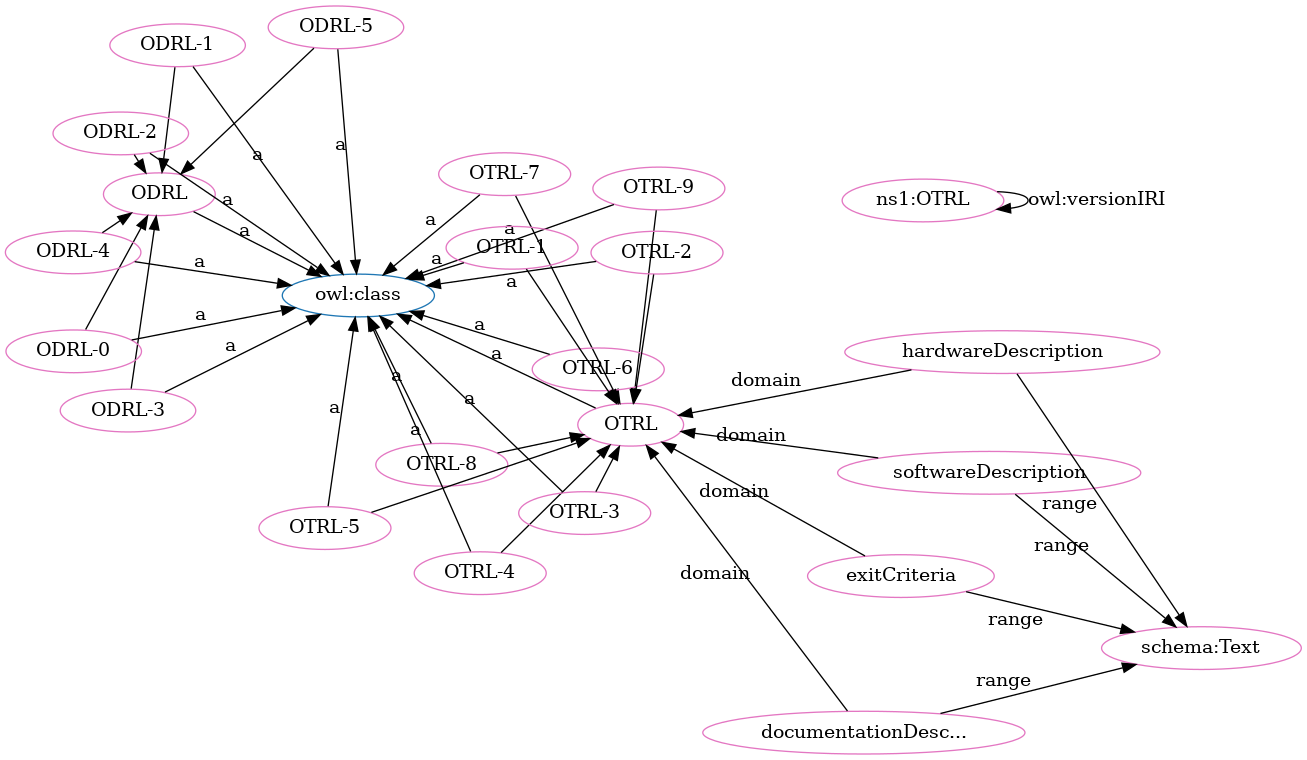 ODRL-5
ODRL-1
ODRL-2
a
a
OTRL-7
OTRL-9
ODRL
a
ns1:OTRL
owl:versionIRI
a
a
a
OTRL-1
ODRL-4
OTRL-2
a
a
a
owl:class
a
a
ODRL-0
a
a
hardwareDescription
OTRL-6
a
domain
a
a
ODRL-3
OTRL
a
domain
OTRL-8
softwareDescription
domain
range
OTRL-3
OTRL-5
range
OTRL-4
domain
exitCriteria
range
schema:Text
range
documentationDesc...